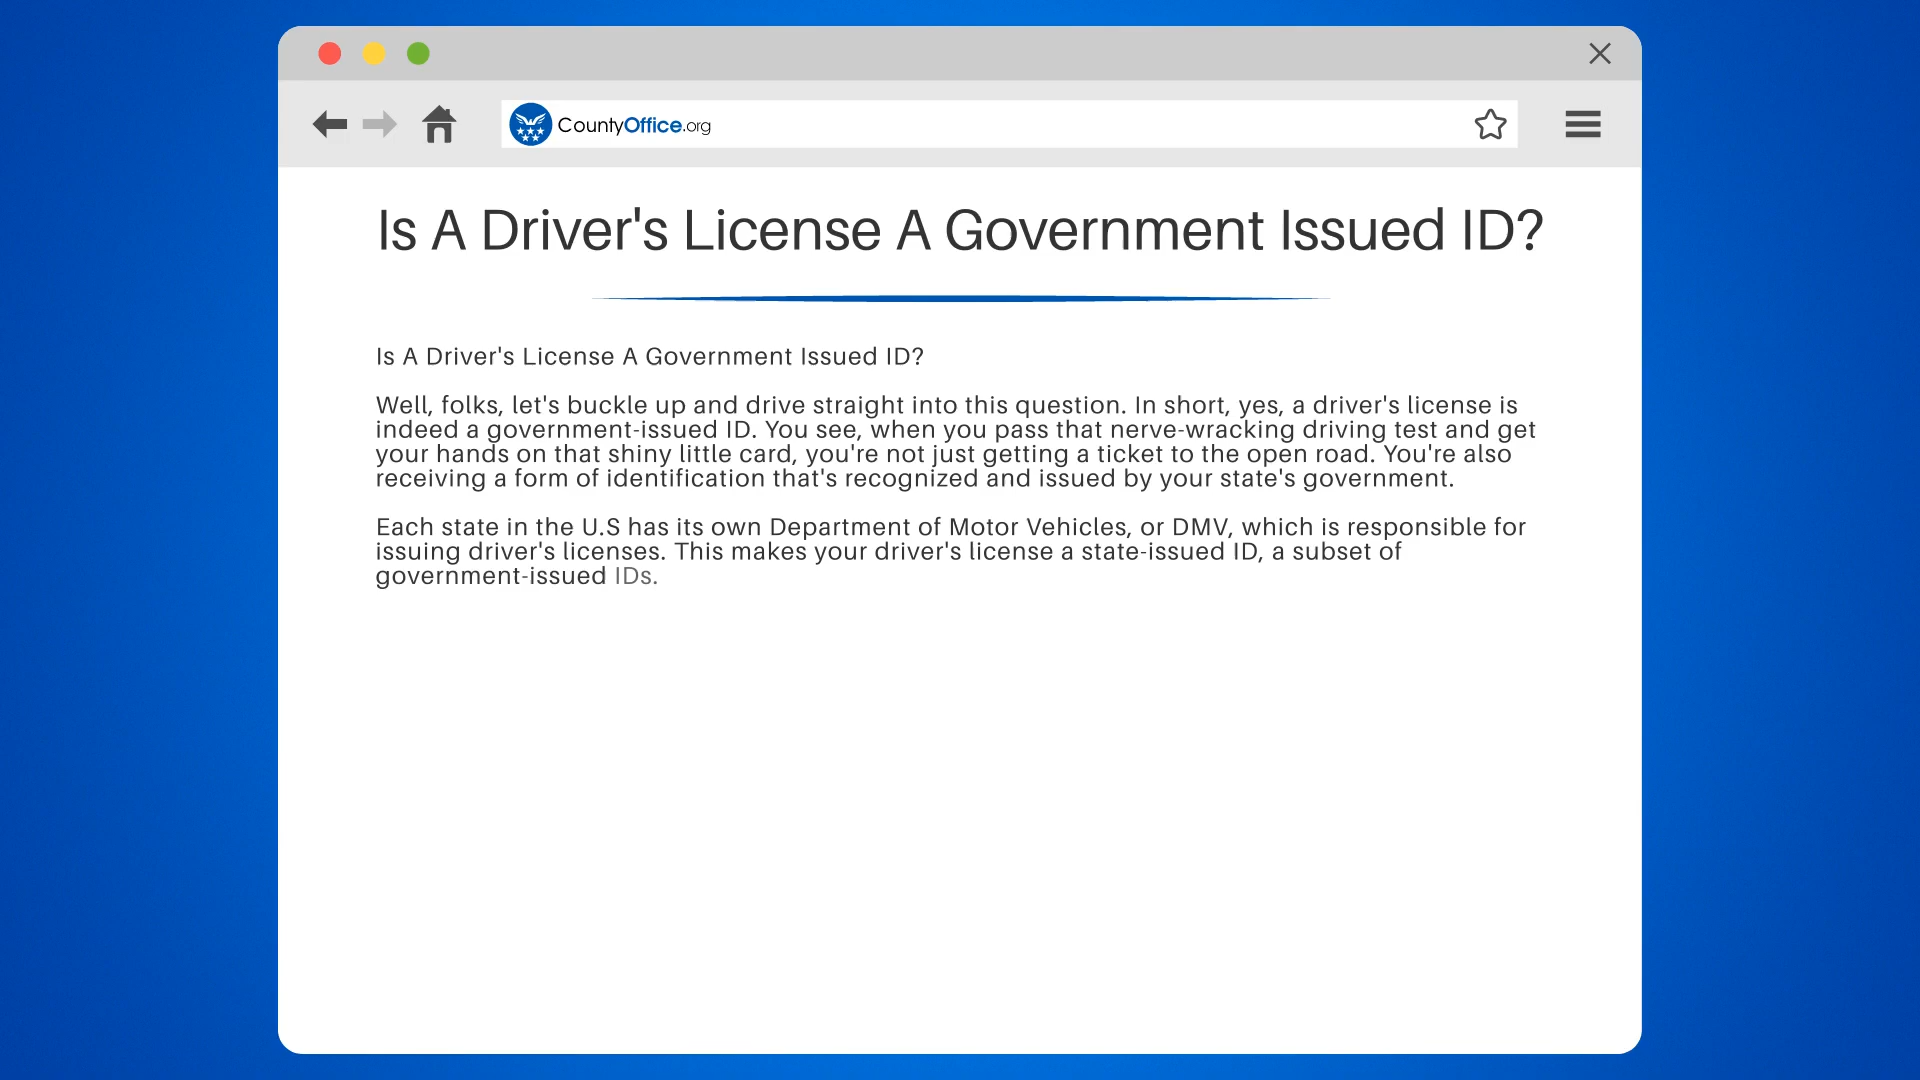 CountyOffice.org
Is A Driver's License A Government Issued ID?
Is A Driver's License A Government Issued ID?
Well, folks, let's buckle up and drive straight into this question. In short, yes, a driver's license is
indeed a government-issued ID. You see, when you pass that nerve-wracking driving test and get
your hands on that shiny little card, you're not just getting a ticket to the open road. You're also
receiving a form of identification that's recognized and issued by your state's government.
Each state in the U.S has its own Department of Motor Vehicles, or DMV, which is responsible for
issuing driver's licenses. This makes your driver's license a state-issued ID, a subset of
government-issued IDs.